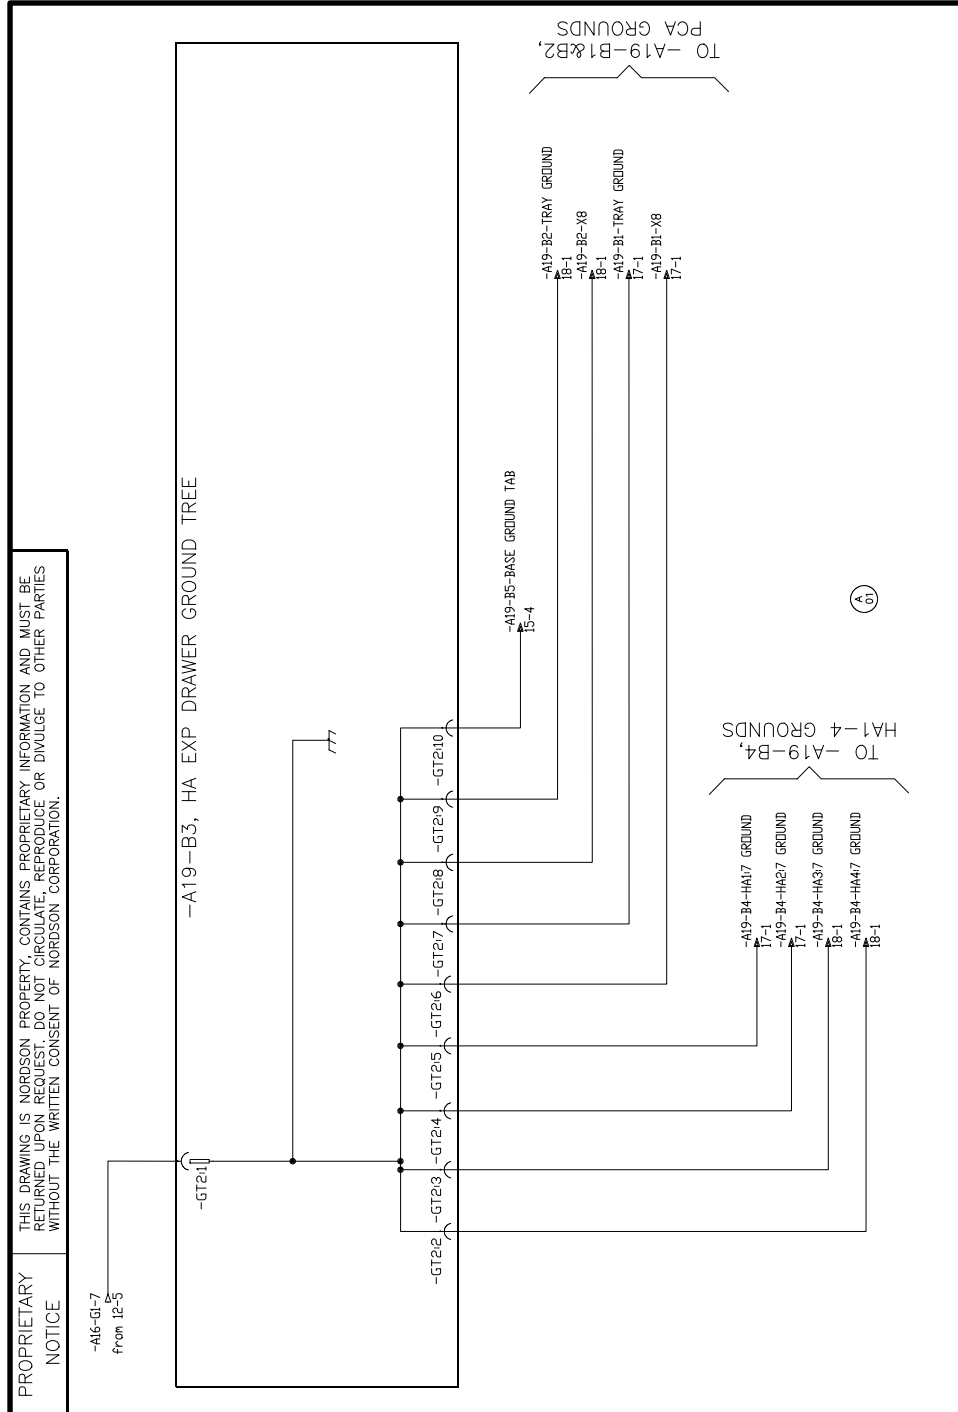 PROPRIETARY
NOTICE
THIS DRAWING IS NORDSON PROPERTY, CONTAINS PROPRIETARY INFORMATION AND MUST BE
RETURNED UPON REQUEST. DO NOT CIRCULATE, REPRODUCE OR DIVULGE TO OTHER PARTIES
WITHOUT THE WRITTEN CONSENT OF NORDSON CORPORATION.
-A16-G1-7
from 12-5
-A19-B3, HA EXP DRAWER GROUND TREE
-GT2:1
-GT2:2
-GT2:3
-GT2:4
-GT2:5
-GT2:6
-GT2:7
-GT2:8
-GT2:9
-GT2:10
-A19-B5-BASE GROUND TAB
15-4
-A19-B2-TRAY GROUND
18-1
-A19-B2-X8
18-1
-A19-B1-TRAY GROUND
17-1
-A19-B1-X8
17-1
TO -A19-B1&B2,
PCA GROUNDS
-A19-B4-HA1:7 GROUND
17-1
-A19-B4-HA2:7 GROUND
17-1
-A19-B4-HA3:7 GROUND
18-1
-A19-B4-HA4:7 GROUND
18-1
TO -A19-B4,
HA1-4 GROUNDS
A
01